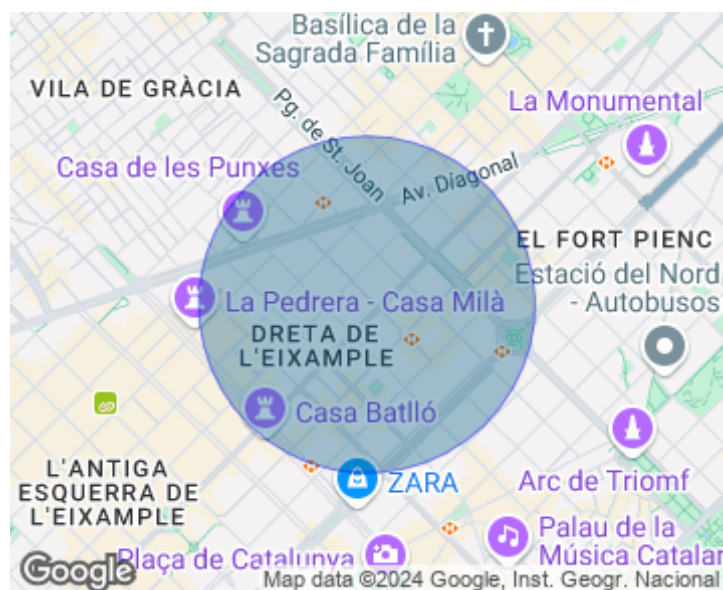 Basílica de la
Sagrada Família
VILA DE GRÀCIA
La Monumental
Pg. de St. Joan
Casa de les Punxes
Av. Diagonal
EL FORT PIENC
Estació del Nord
- Autobusos
La Pedrera - Casa Milà
DRETA DE
L'EIXAMPLE
Casa Batlló
L'ANTIGA
ESQUERRA DE
L'EIXAMPLE
ZARA
Arc de Triomf
Palau de la
Música Catalan
Plaça de Catalunya
Google
Map data ©2024 Google, Inst. Geogr. Nacional